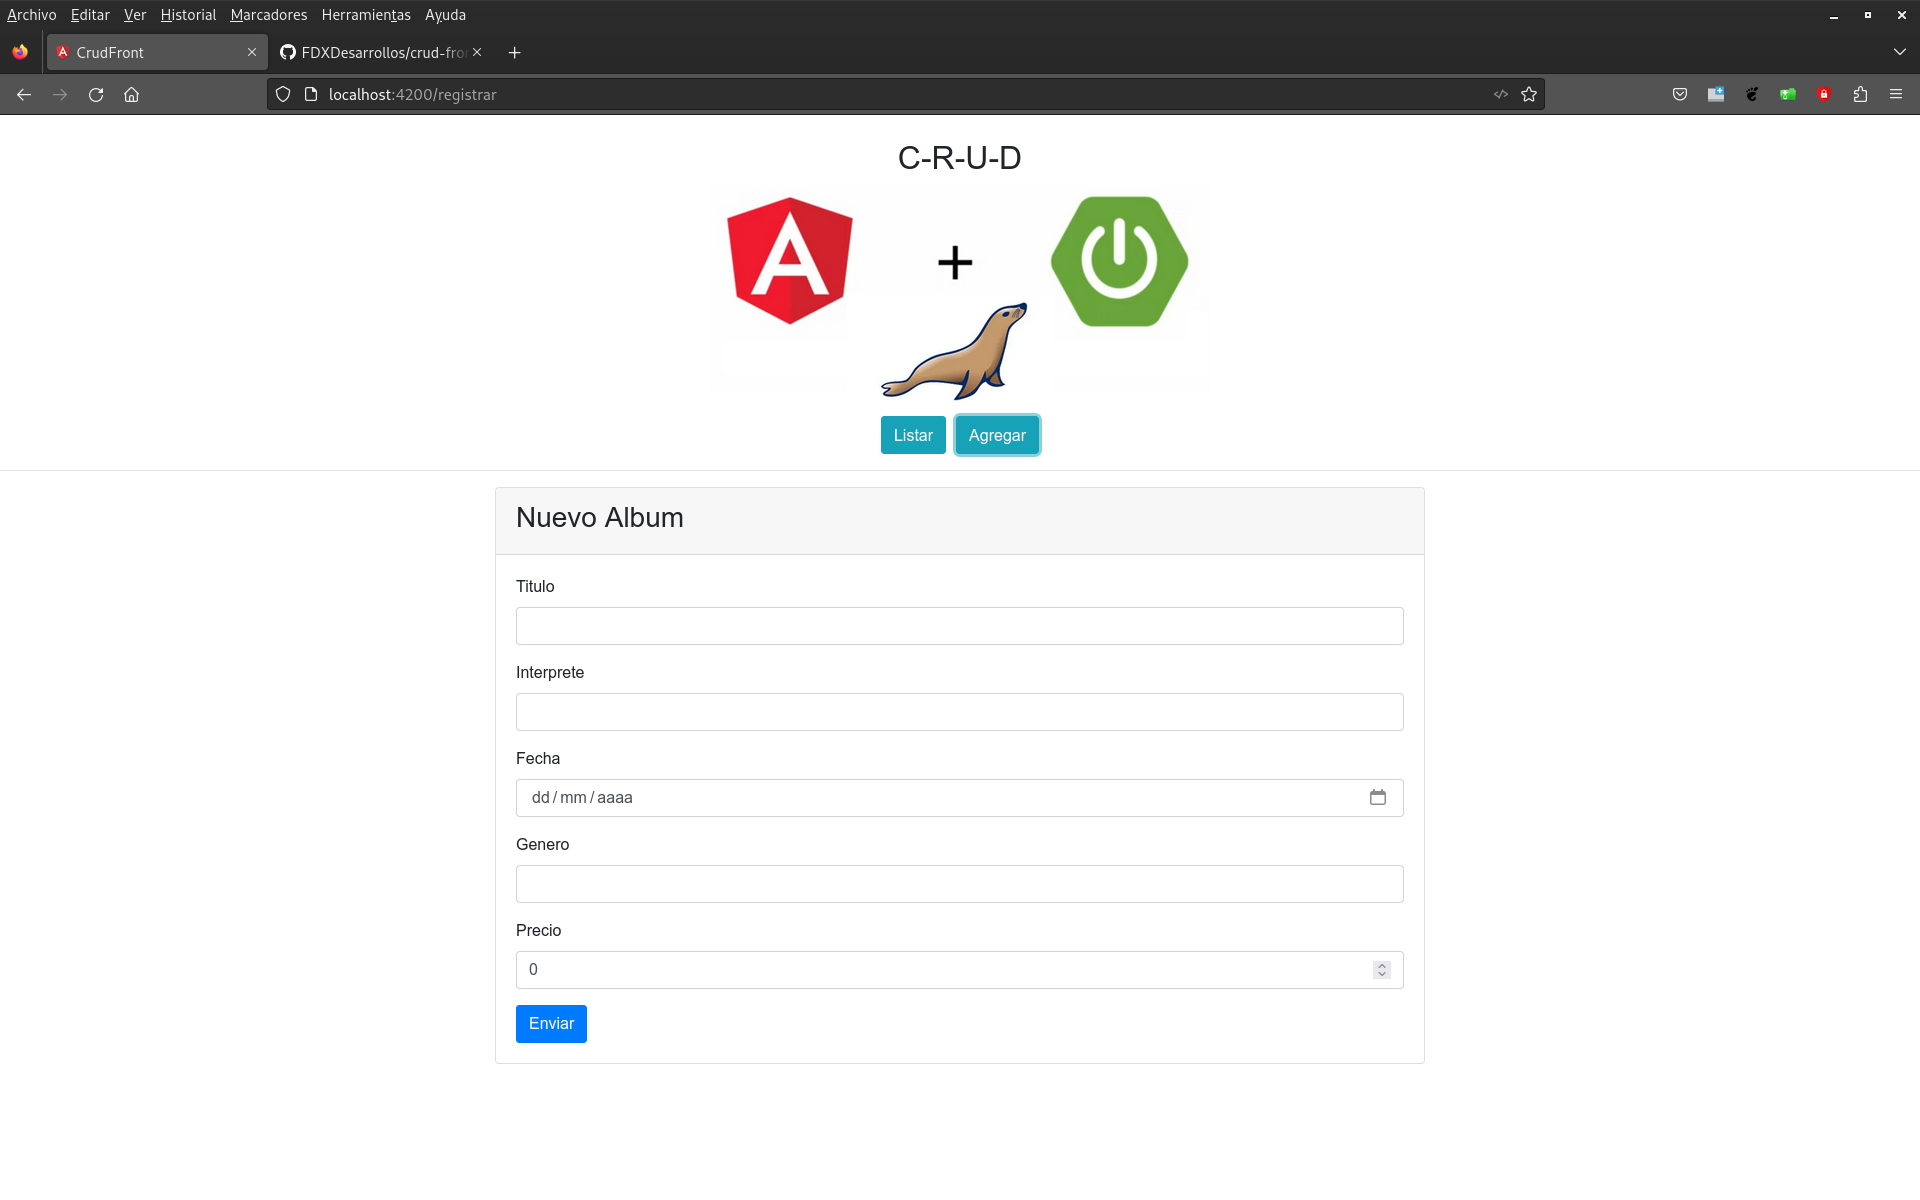 Archivo Editar Ver Historial Marcadores Herramientas Ayuda
CrudFront FDXDesarrollos/crud-fro
localhost:4200/registrar
C-R-U-D
A +
Listar Agregar
Nuevo Album
Titulo
Interprete
Fecha
dd/mm/aaaa
Genero
Precio
0
Enviar